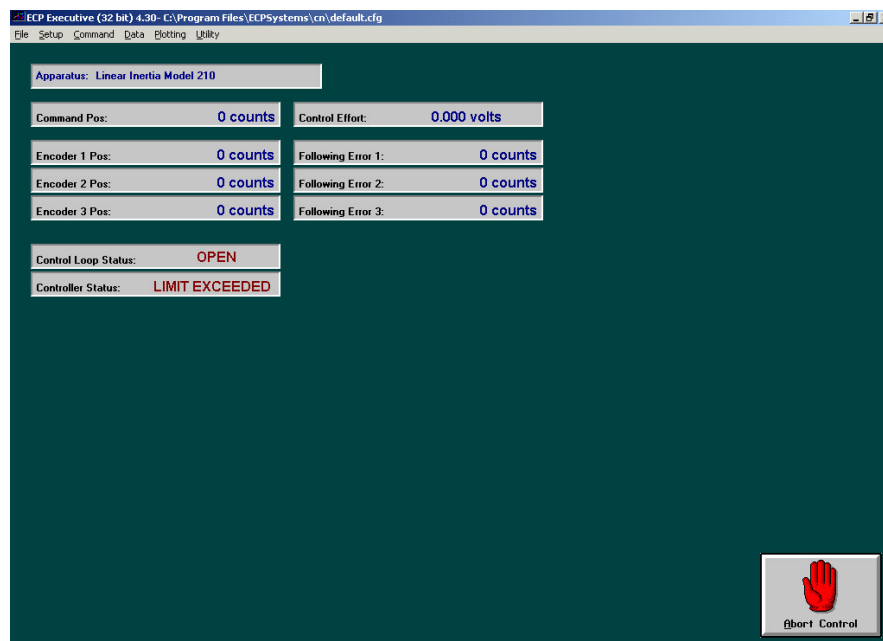 ECP Executive (32 bit) 4.30- C:\Program Files\ECPSystems\cn\default.cfg
File Setup Command Data Plotting Utility
Apparatus: Linear Inertia Model 210
Command Pos: 0 counts Control Effort: 0.000 volts
Encoder 1 Pos: 0 counts Following Error 1: 0 counts
Encoder 2 Pos: 0 counts Following Error 2: 0 counts
Encoder 3 Pos: 0 counts Following Error 3: 0 counts
Control Loop Status: OPEN
Controller Status: LIMIT EXCEEDED
Abort Control